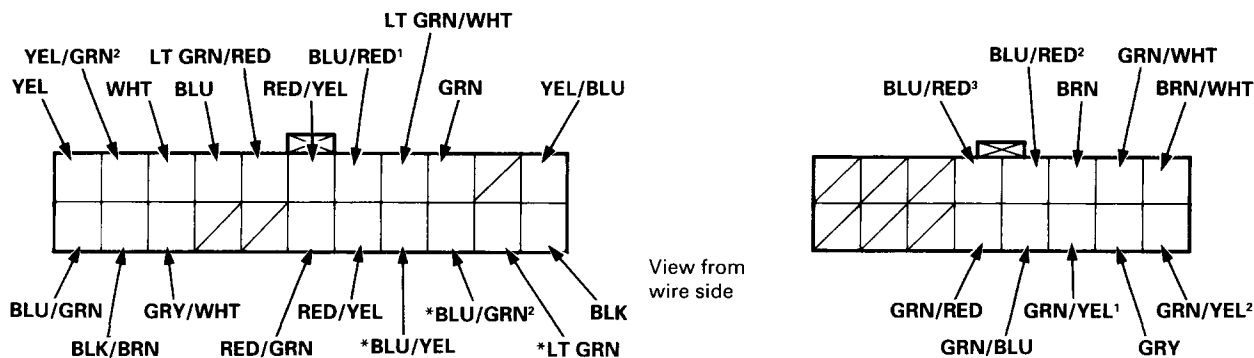 LT GRN/WHT
YEL/GRN² LT GRN/RED BLU/RED¹
YEL WHT BLU RED/YEL GRN YEL/BLU
BLU/GRN GRY/WHT RED/YEL *BLU/GRN² BLK
BLK/BRN RED/GRN *BLU/YEL *LT GRN
View from
wire side
BLU/RED² GRN/WHT
BLU/RED³ BRN BRN/WHT
GRN/RED GRN/YEL¹ GRN/YEL²
GRN/BLU GRY